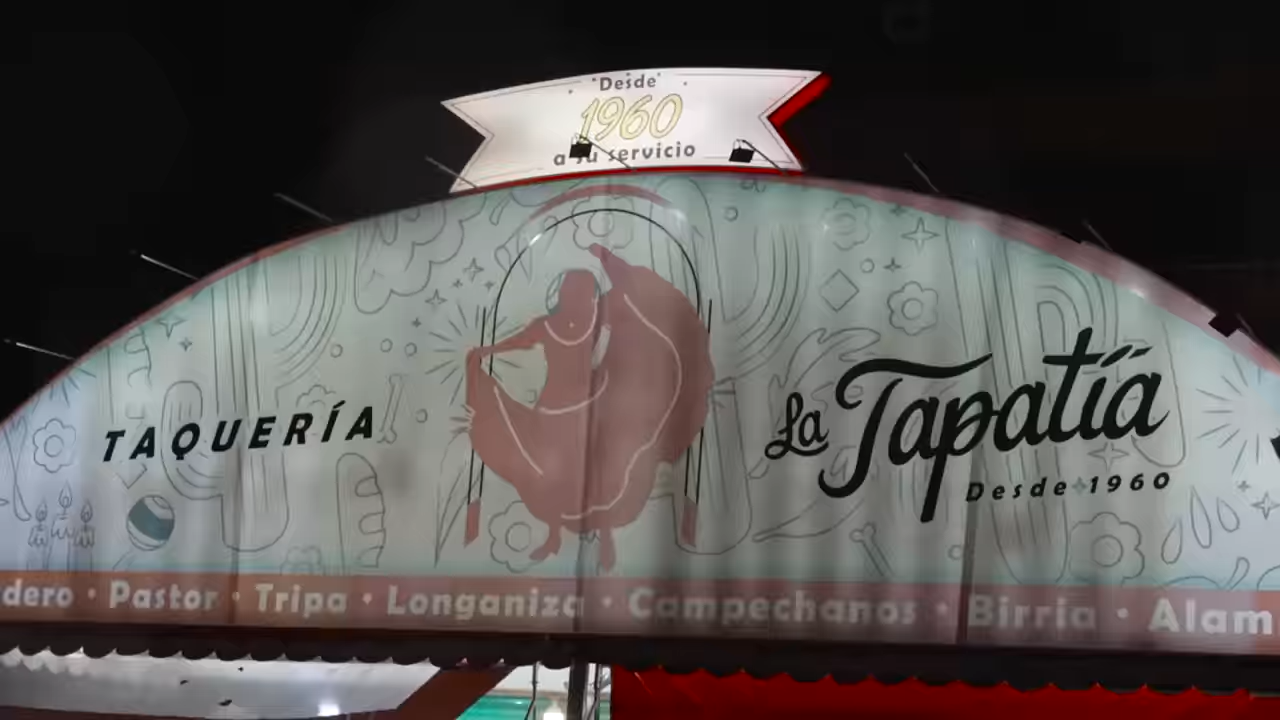 Desde
1960
a su servicio
TAQUERÍA
La Tapatía
Desde 1960
dero · Pastor · Tripa · Longaniza · Campechanos · Birria · Alam